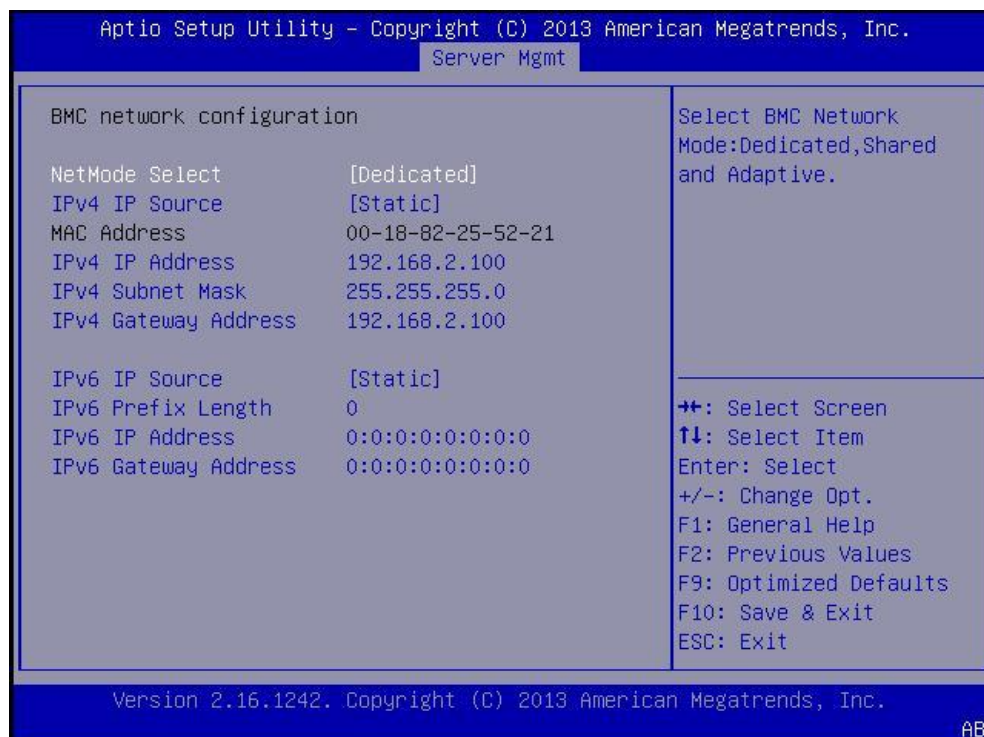 Aptio Setup Utility – Copyright (C) 2013 American Megatrends, Inc.
Server Mgmt
BMC network configuration
NetMode Select [Dedicated]
IPv4 IP Source [Static]
MAC Address 00-18-82-25-52-21
IPv4 IP Address 192.168.2.100
IPv4 Subnet Mask 255.255.255.0
IPv4 Gateway Address 192.168.2.100
IPv6 IP Source [Static]
IPv6 Prefix Length 0
IPv6 IP Address 0:0:0:0:0:0:0:0
IPv6 Gateway Address 0:0:0:0:0:0:0:0
Select BMC Network
Mode:Dedicated,Shared
and Adaptive.
→←: Select Screen
↑↓: Select Item
Enter: Select
+/-: Change Opt.
F1: General Help
F2: Previous Values
F9: Optimized Defaults
F10: Save & Exit
ESC: Exit
Version 2.16.1242. Copyright (C) 2013 American Megatrends, Inc.
AB